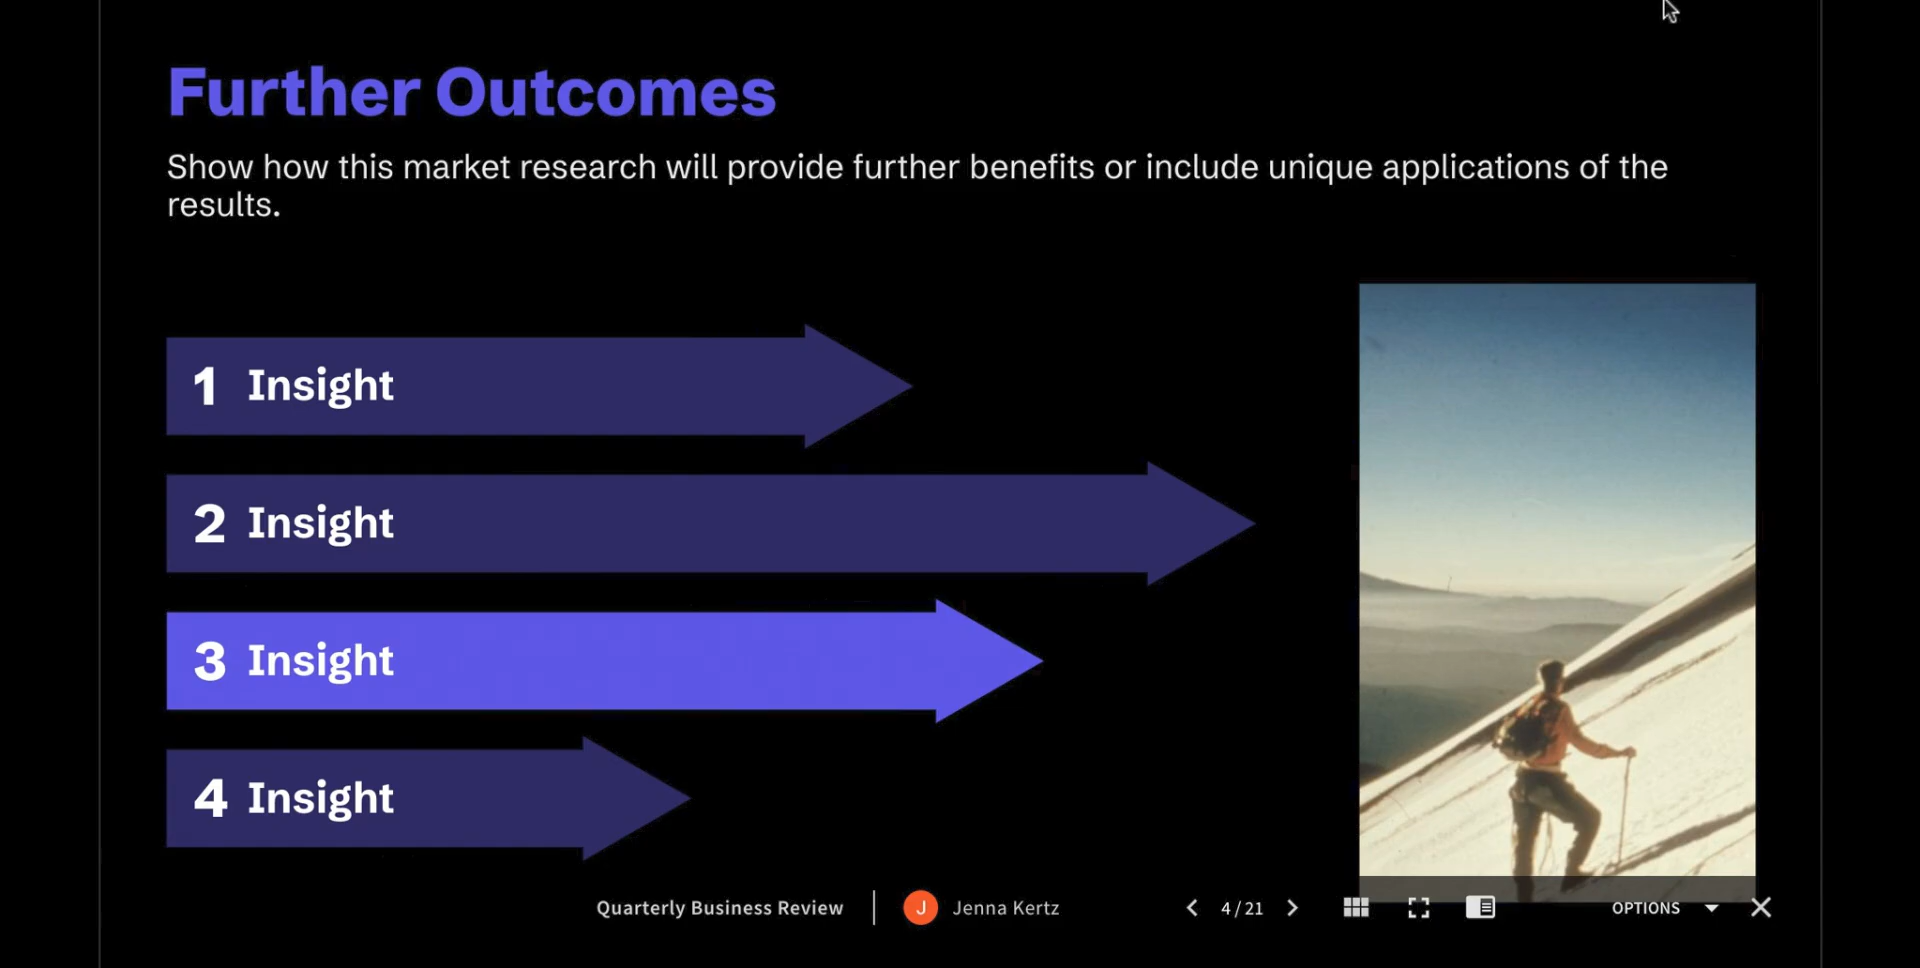 Further Outcomes
Show how this market research will provide further benefits or include unique applications of the
results.
1 Insight
2 Insight
3 Insight
4 Insight
Quarterly Business Review
J Jenna Kertz
4 / 21
OPTIONS